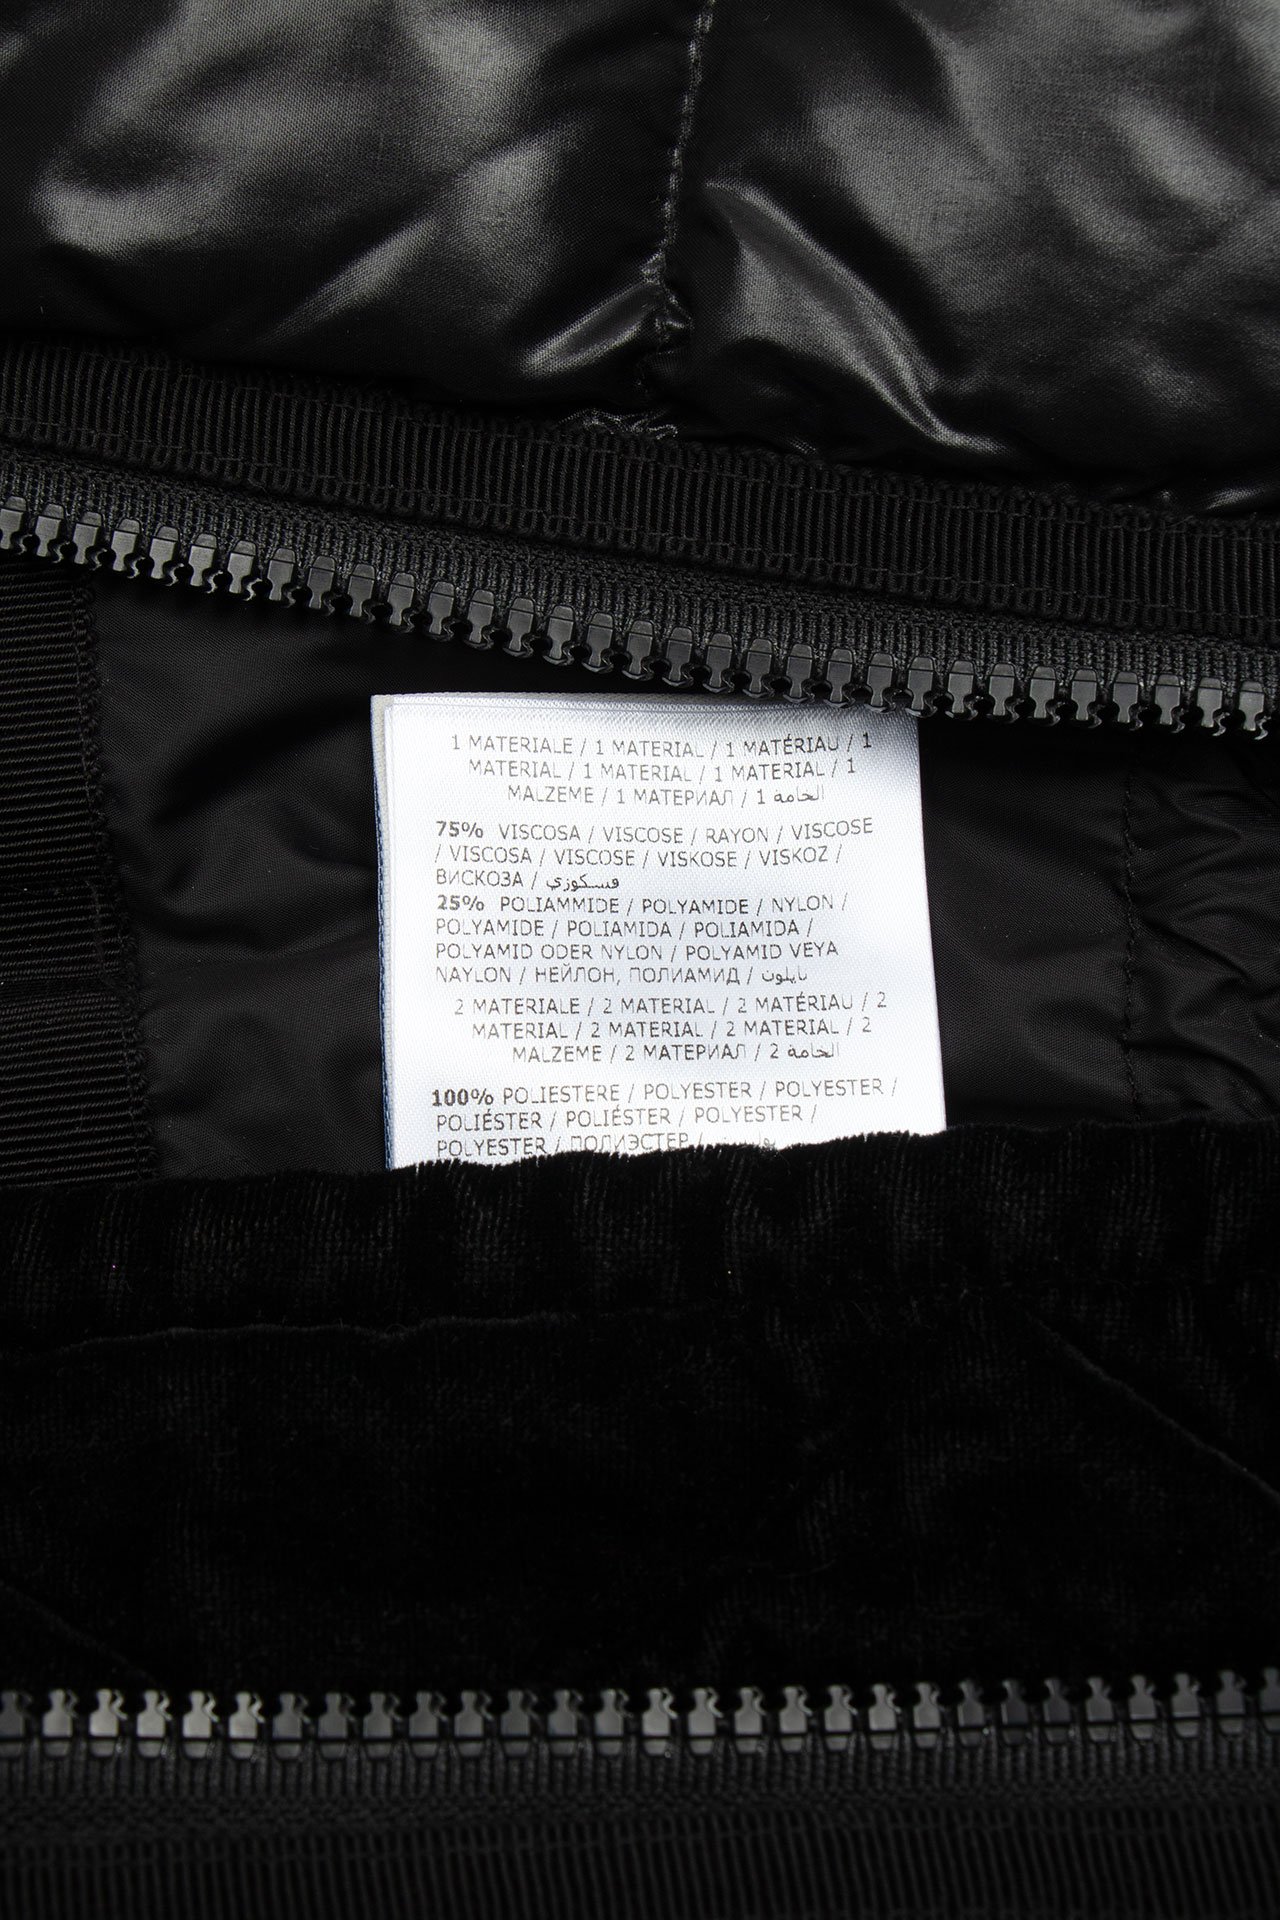 1 MATERIALE / 1 MATERIAL / 1 MATÉRIAU / 1
MATERIAL / 1 MATERIAL / 1 MATERIAL / 1
MALZEME / 1 МАТЕРИАЛ / 1 الخامة
75% VISCOSA / VISCOSE / RAYON / VISCOSE
/ VISCOSA / VISCOSE / VISKOSE / VISKOZ /
ВИСКОЗА / فسكوزي
25% POLIAMMIDE / POLYAMIDE / NYLON /
POLYAMIDE / POLIAMIDA / POLIAMIDA /
POLYAMID ODER NYLON / POLYAMID VEYA
NAYLON / НЕЙЛОН, ПОЛИАМИД / نايلون
2 MATERIALE / 2 MATERIAL / 2 MATÉRIAU / 2
MATERIAL / 2 MATERIAL / 2 MATERIAL / 2
MALZEME / 2 МАТЕРИАЛ / 2 الخامة
100% POLIESTERE / POLYESTER / POLYESTER /
POLIÉSTER / POLIÉSTER / POLYESTER /
POLYESTER / ПОЛИЭСТЕР /